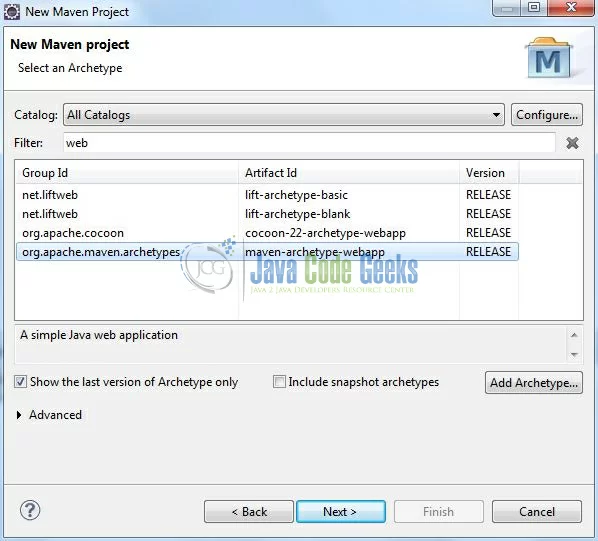 New Maven Project
New Maven project
Select an Archetype
M
Catalog: All Catalogs Configure...
Filter: web
Group Id Artifact Id Version
net.liftweb lift-archetype-basic RELEASE
net.liftweb lift-archetype-blank RELEASE
org.apache.cocoon cocoon-22-archetype-webapp RELEASE
org.apache.maven.archetypes maven-archetype-webapp RELEASE
JCG Java Code Geeks
Java 2 Java Developers Resource Center
A simple Java web application
Show the last version of Archetype only Include snapshot archetypes Add Archetype...
Advanced
? < Back Next > Finish Cancel